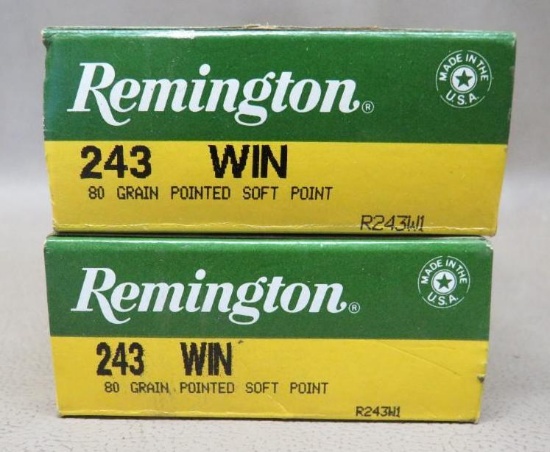 Remington®
MADE IN THE
U.S.A.
243 WIN
80 GRAIN POINTED SOFT POINT
R243W1
Remington®
MADE IN THE
U.S.A.
243 WIN
80 GRAIN POINTED SOFT POINT
R243W1